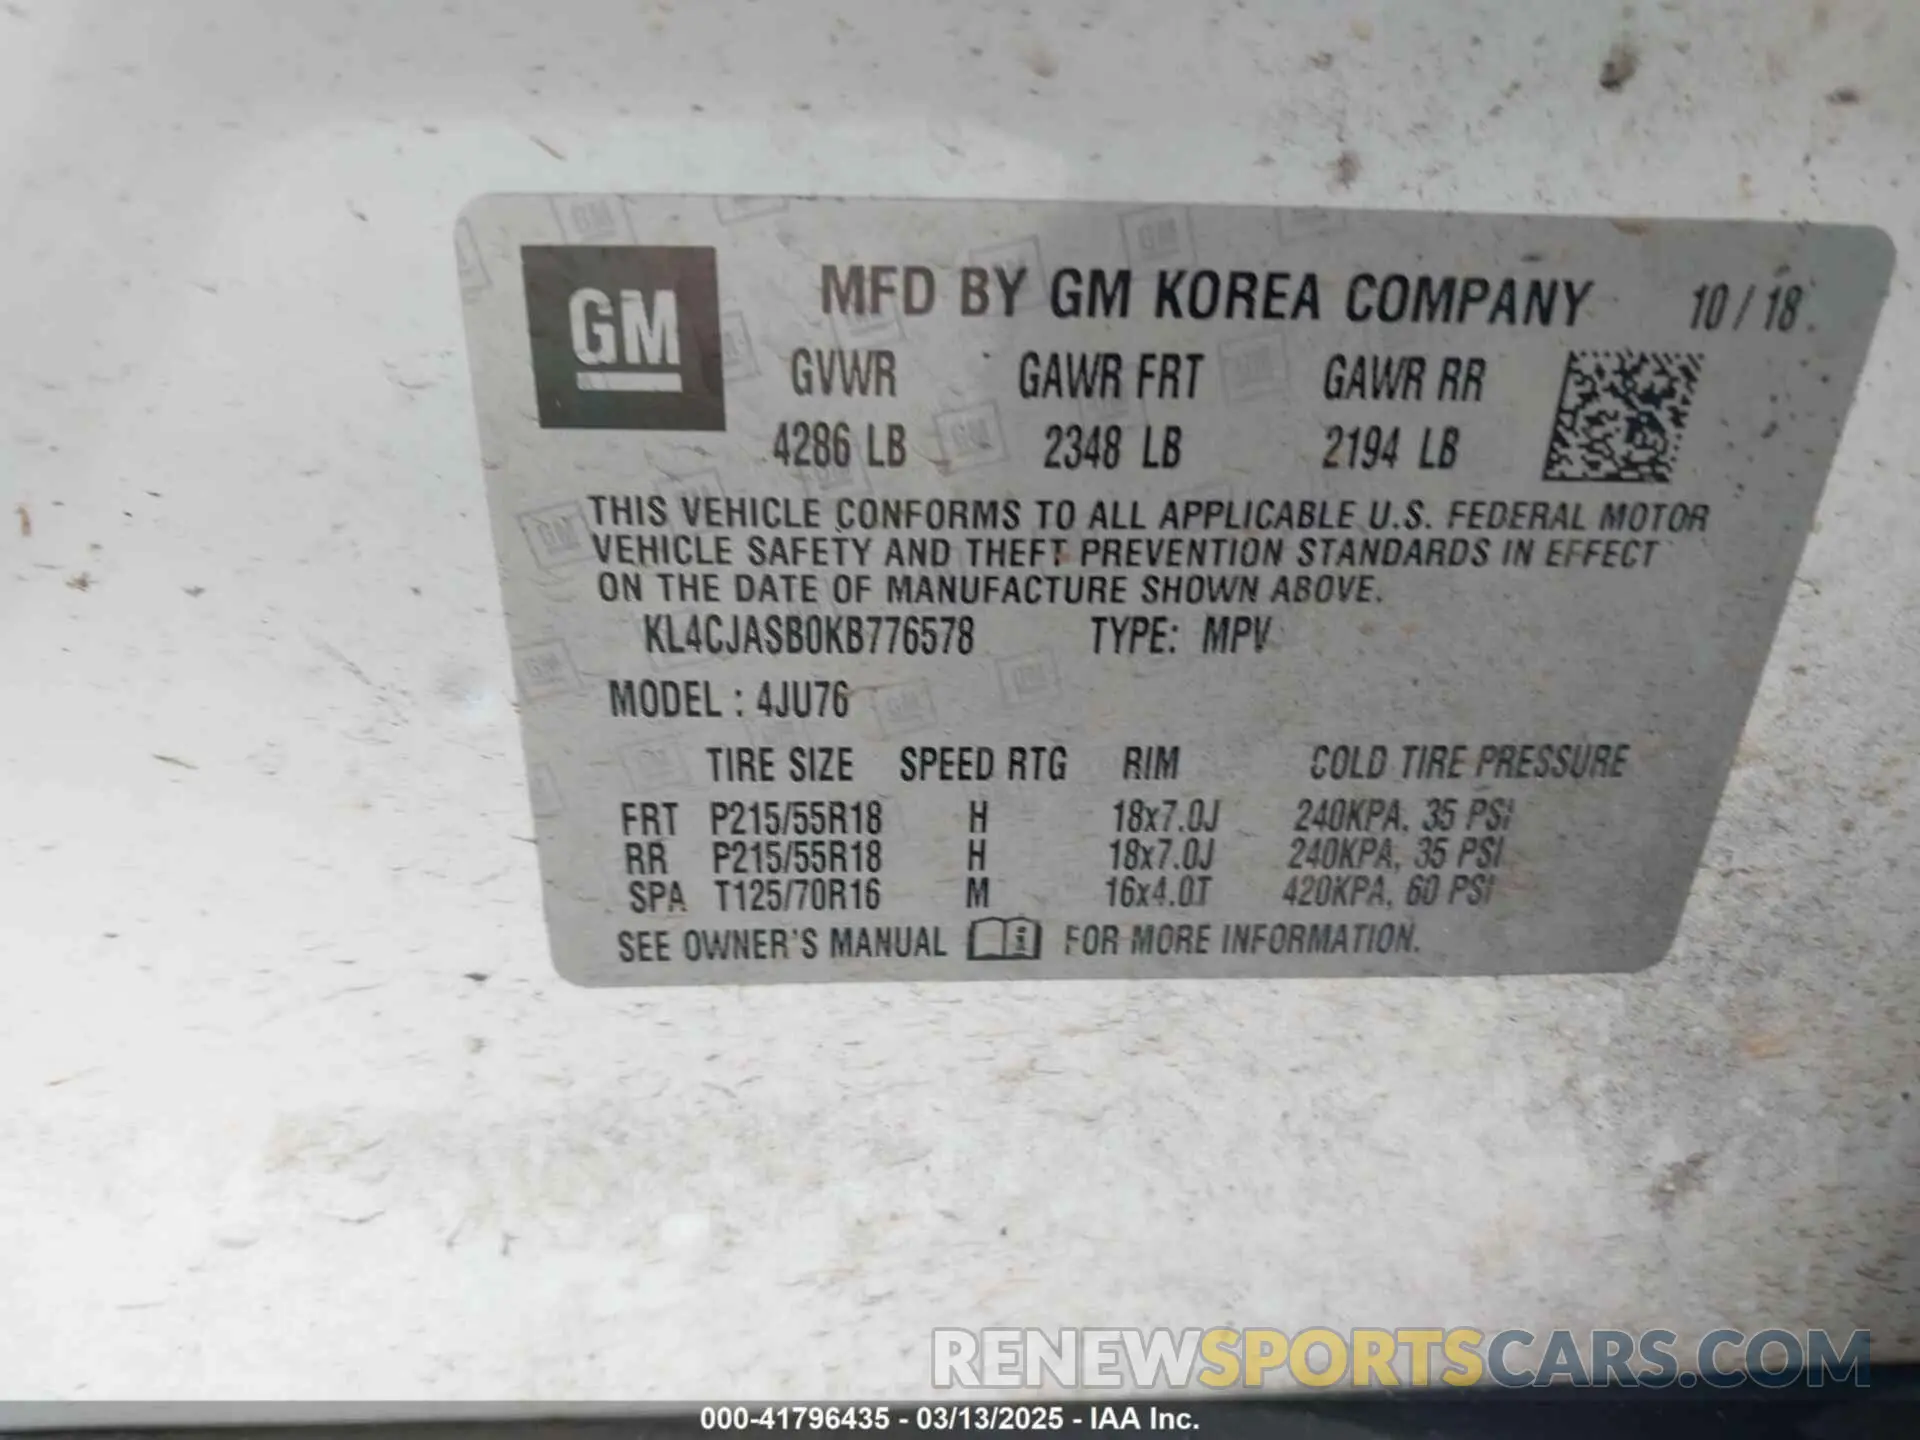 GM
MFD BY GM KOREA COMPANY 10 / 18
GVWR GAWR FRT GAWR RR
4286 LB 2348 LB 2194 LB
THIS VEHICLE CONFORMS TO ALL APPLICABLE U.S. FEDERAL MOTOR
VEHICLE SAFETY AND THEFT PREVENTION STANDARDS IN EFFECT
ON THE DATE OF MANUFACTURE SHOWN ABOVE.
KL4CJASB0KB776578 TYPE: MPV
MODEL : 4JU76
TIRE SIZE SPEED RTG RIM COLD TIRE PRESSURE
FRT P215/55R18 H 18x7.0J 240KPA, 35 PSI
RR P215/55R18 H 18x7.0J 240KPA, 35 PSI
SPA T125/70R16 M 16x4.0T 420KPA, 60 PSI
SEE OWNER'S MANUAL i FOR MORE INFORMATION.
RENEWSPORTSCARS.COM
000-41796435 - 03/13/2025 - IAA Inc.